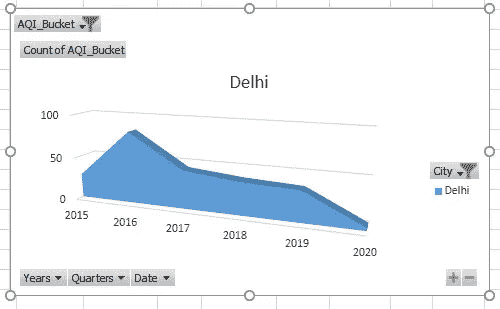 AQI_Bucket
Count of AQI_Bucket
Delhi
100
50
0
2015
2016
2017
2018
2019
2020
City
Delhi
Years Quarters Date